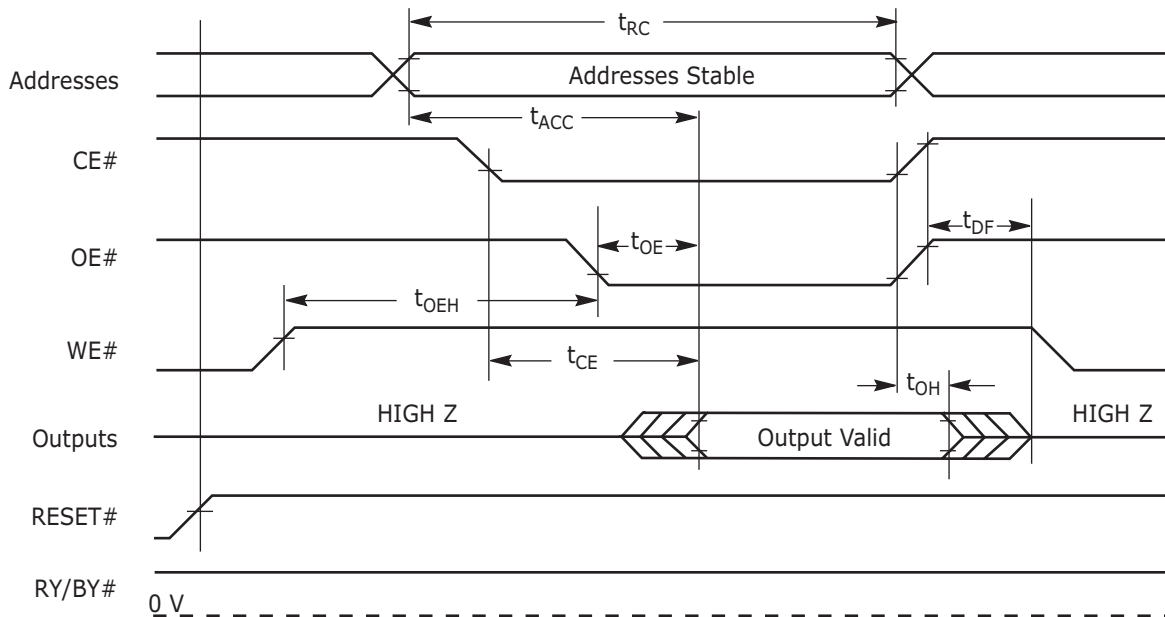 tRC
Addresses
Addresses Stable
tACC
CE#
tDF
tOE
OE#
tOEH
WE#
tCE
tOH
HIGH Z
HIGH Z
Outputs
Output Valid
RESET#
RY/BY#
0 V